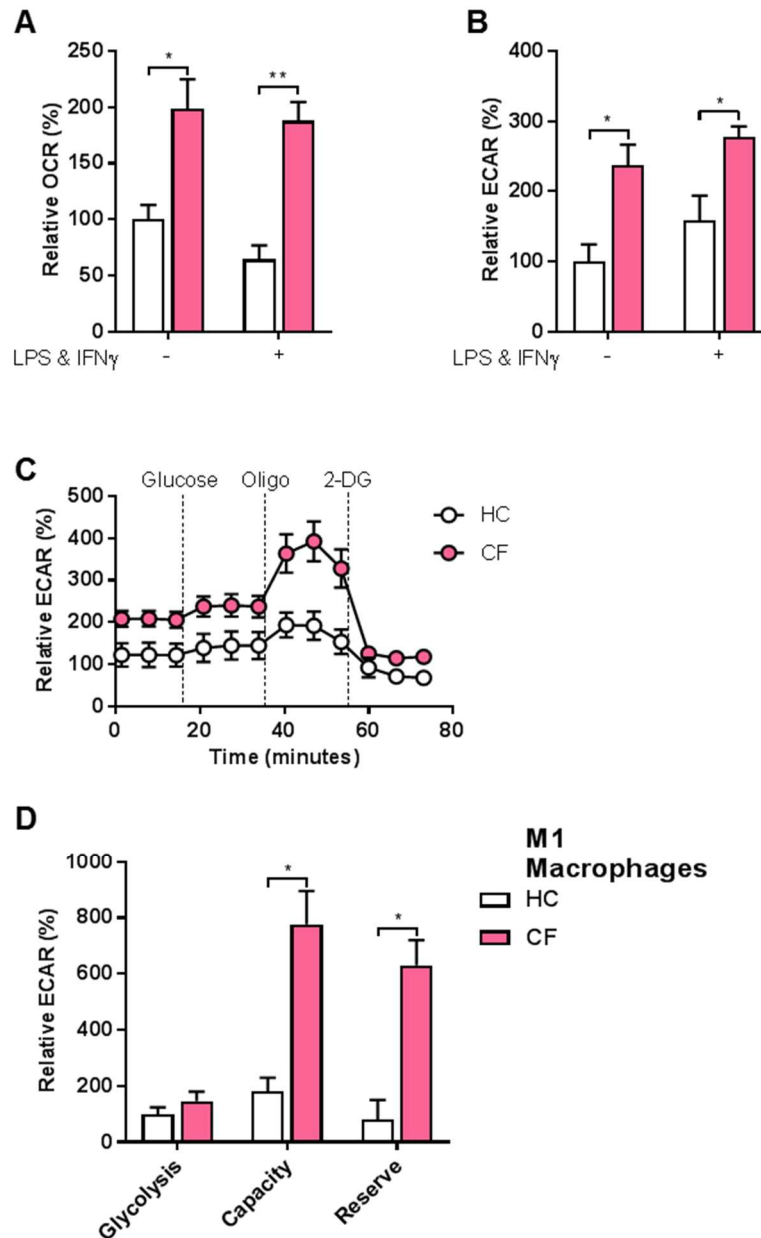 A
Relative OCR (%)
250
200
150
100
50
0
*
**
LPS & IFNγ - +
B
Relative ECAR (%)
400
300
200
100
0
*
*
LPS & IFNγ - +
C
Glucose Oligo 2-DG
Relative ECAR (%)
500
400
300
200
100
0
0 20 40 60 80
Time (minutes)
HC
CF
D
Relative ECAR (%)
1000
800
600
400
200
0
*
*
Glycolysis
Capacity
Reserve
M1
Macrophages
HC
CF